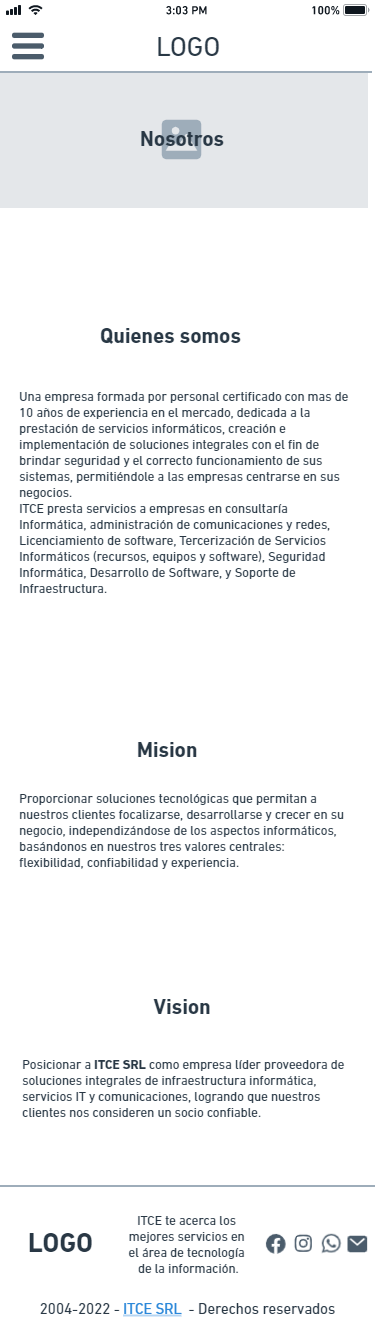 3:03 PM
100%
LOGO
Nosotros
Quienes somos
Una empresa formada por personal certificado con mas de
10 años de experiencia en el mercado, dedicada a la
prestación de servicios informáticos, creación e
implementación de soluciones integrales con el fin de
brindar seguridad y el correcto funcionamiento de sus
sistemas, permitiéndole a las empresas centrarse en sus
negocios.
ITCE presta servicios a empresas en consultaría
Informática, administración de comunicaciones y redes,
Licenciamiento de software, Tercerización de Servicios
Informáticos (recursos, equipos y software), Seguridad
Informática, Desarrollo de Software, y Soporte de
Infraestructura.
Mision
Proporcionar soluciones tecnológicas que permitan a
nuestros clientes focalizarse, desarrollarse y crecer en su
negocio, independizándose de los aspectos informáticos,
basándonos en nuestros tres valores centrales:
flexibilidad, confiabilidad y experiencia.
Vision
Posicionar a ITCE SRL como empresa líder proveedora de
soluciones integrales de infraestructura informática,
servicios IT y comunicaciones, logrando que nuestros
clientes nos consideren un socio confiable.
LOGO
ITCE te acerca los
mejores servicios en
el área de tecnología
de la información.
2004-2022 - ITCE SRL - Derechos reservados